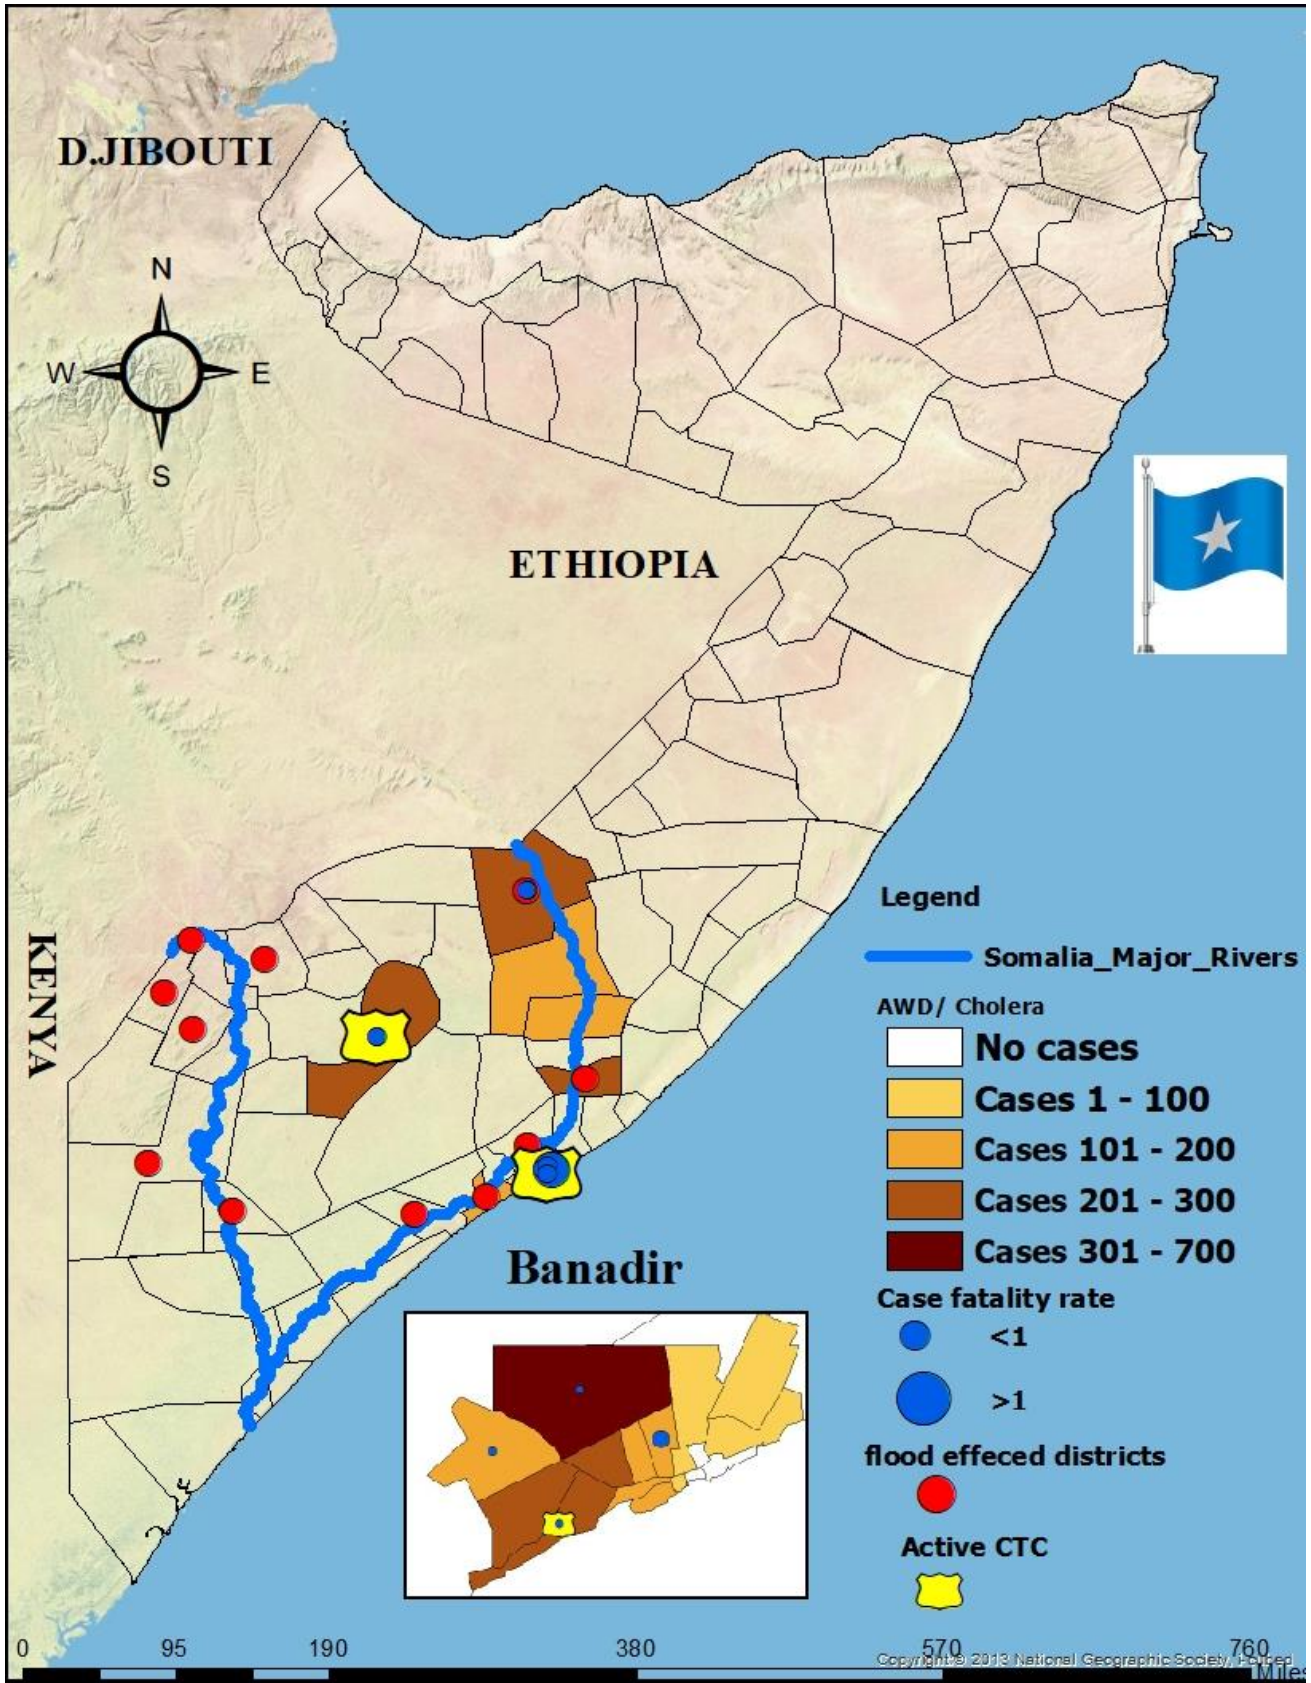 D.JIBOUTI
N
W
E
S
ETHIOPIA
KENYA
Banadir
Legend
Somalia_Major_Rivers
AWD/ Cholera
No cases
Cases 1 - 100
Cases 101 - 200
Cases 201 - 300
Cases 301 - 700
Case fatality rate
<1
>1
flood effeced districts
Active CTC
0 95 190 380 570 760
Copyright:© 2013 National Geographic Society, i-cubed
Miles